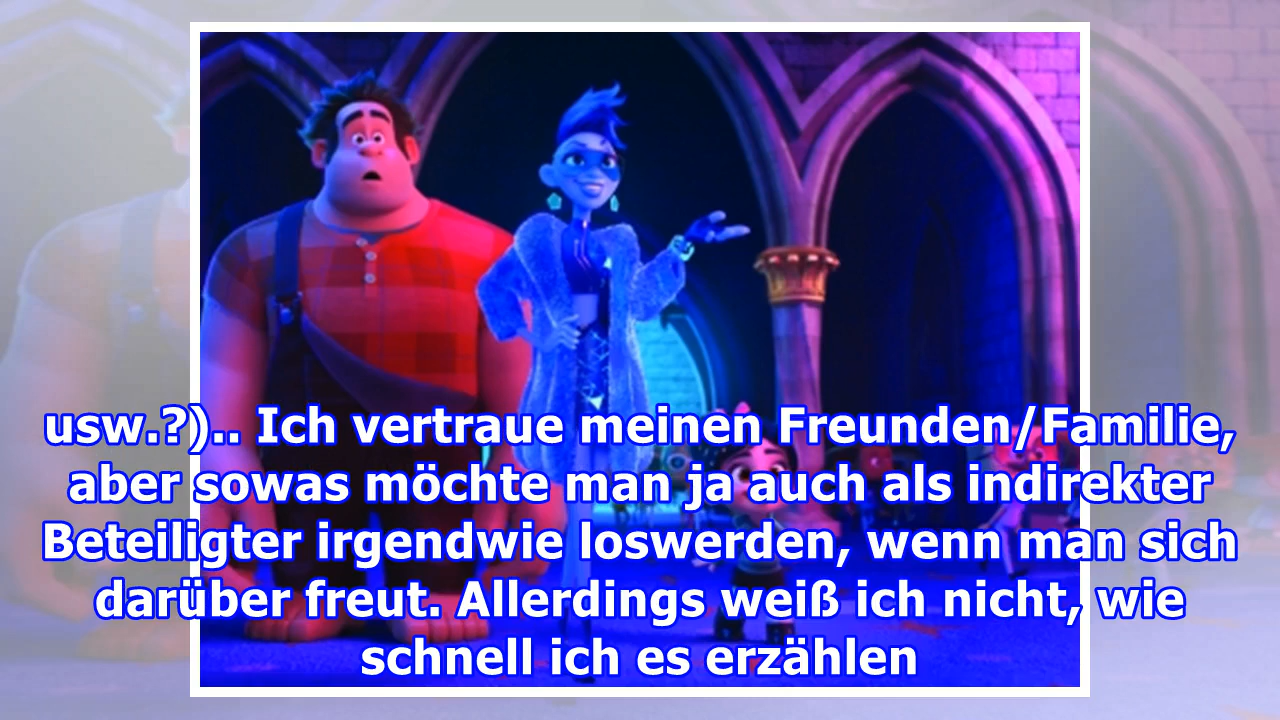 usw.?).. Ich vertraue meinen Freunden/Familie,
aber sowas möchte man ja auch als indirekter
Beteiligter irgendwie loswerden, wenn man sich
darüber freut. Allerdings weiß ich nicht, wie
schnell ich es erzählen